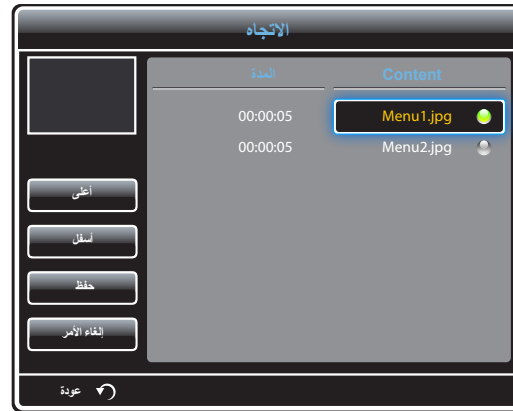 الاتجاه
Content المدة
Menu1.jpg 00:00:05
Menu2.jpg 00:00:05
أعلى
أسفل
حفظ
إلغاء الأمر
عودة